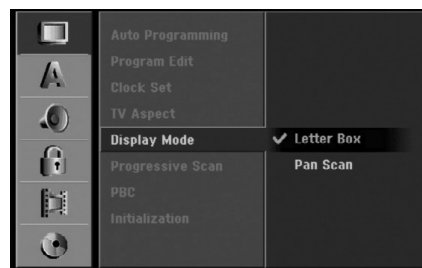 Auto Programming
Program Edit
Clock Set
TV Aspect
Display Mode
✔ Letter Box
Progressive Scan
Pan Scan
PBC
Initialization